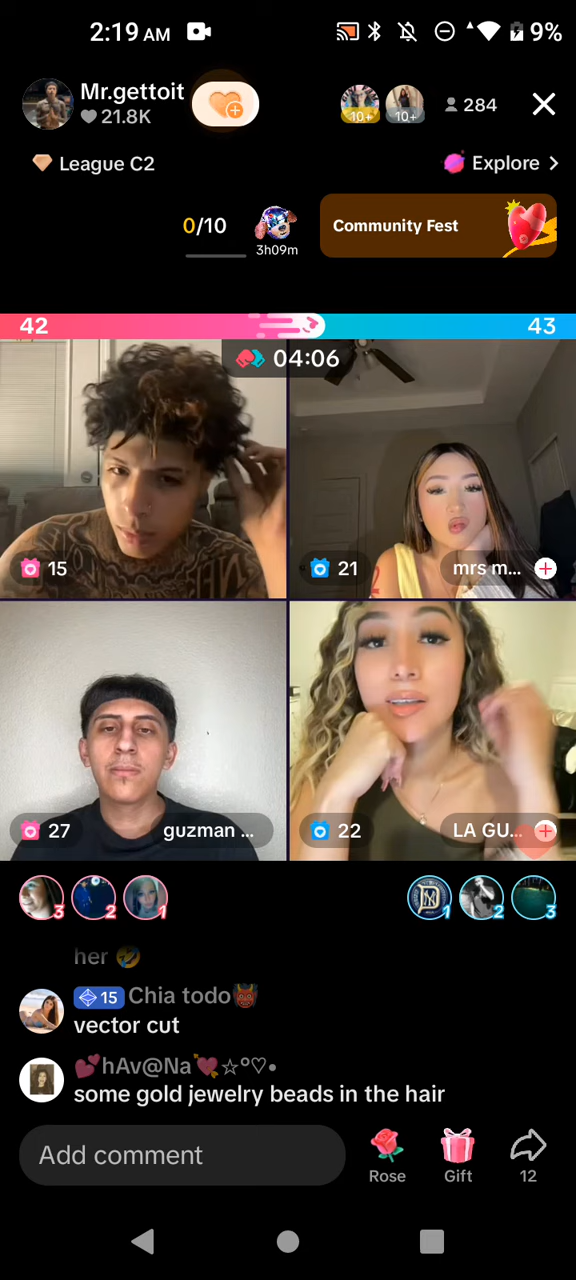 2:19 AM 9%
Mr.gettoit
21.8K
10+ 10+ 284
League C2
Explore
0/10
3h09m
Community Fest
42 43
04:06
15
21 mrs m...
27 guzman ...
22 LA GU...
3 2 1 1 2 3
her 🤣
15 Chia todo👹
vector cut
💕hAv@Na💘☆°♡•
some gold jewelry beads in the hair
Add comment
Rose Gift 12